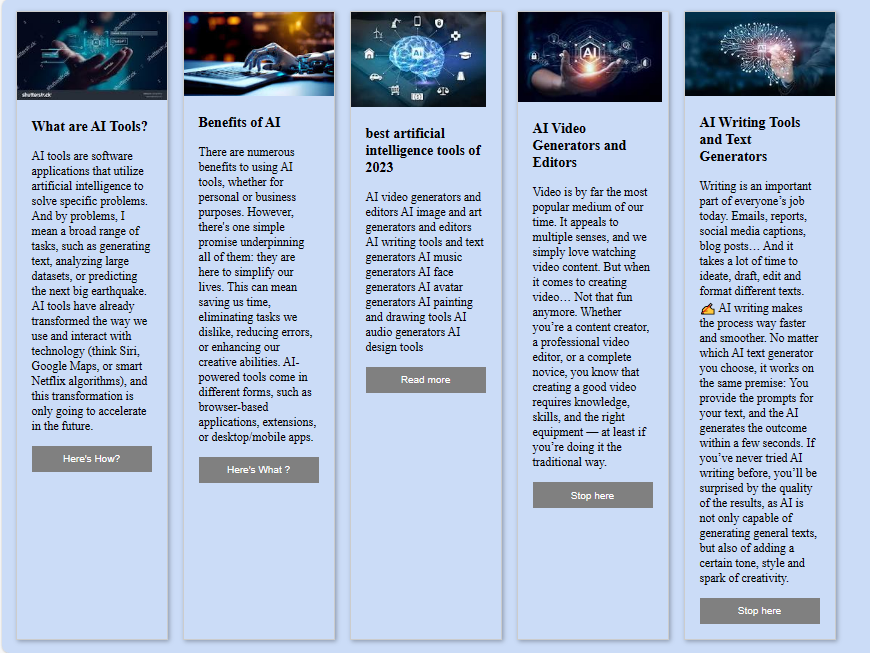 shutterstock
What are AI Tools?
AI tools are software
applications that utilize
artificial intelligence to
solve specific problems.
And by problems, I
mean a broad range of
tasks, such as generating
text, analyzing large
datasets, or predicting
the next big earthquake.
AI tools have already
transformed the way we
use and interact with
technology (think Siri,
Google Maps, or smart
Netflix algorithms), and
this transformation is
only going to accelerate
in the future.
Here's How?
Benefits of AI
There are numerous
benefits to using AI
tools, whether for
personal or business
purposes. However,
there's one simple
promise underpinning
all of them: they are
here to simplify our
lives. This can mean
saving us time,
eliminating tasks we
dislike, reducing errors,
or enhancing our
creative abilities. AI-
powered tools come in
different forms, such as
browser-based
applications, extensions,
or desktop/mobile apps.
Here's What ?
AI
best artificial
intelligence tools of
2023
AI video generators and
editors AI image and art
generators and editors
AI writing tools and text
generators AI music
generators AI face
generators AI avatar
generators AI painting
and drawing tools AI
audio generators AI
design tools
Read more
AI
AI Video
Generators and
Editors
Video is by far the most
popular medium of our
time. It appeals to
multiple senses, and we
simply love watching
video content. But when
it comes to creating
video… Not that fun
anymore. Whether
you’re a content creator,
a professional video
editor, or a complete
novice, you know that
creating a good video
requires knowledge,
skills, and the right
equipment — at least if
you’re doing it the
traditional way.
Stop here
AI Writing Tools
and Text
Generators
Writing is an important
part of everyone’s job
today. Emails, reports,
social media captions,
blog posts… And it
takes a lot of time to
ideate, draft, edit and
format different texts.
✍ AI writing makes
the process way faster
and smoother. No matter
which AI text generator
you choose, it works on
the same premise: You
provide the prompts for
your text, and the AI
generates the outcome
within a few seconds. If
you’ve never tried AI
writing before, you’ll be
surprised by the quality
of the results, as AI is
not only capable of
generating general texts,
but also of adding a
certain tone, style and
spark of creativity.
Stop here